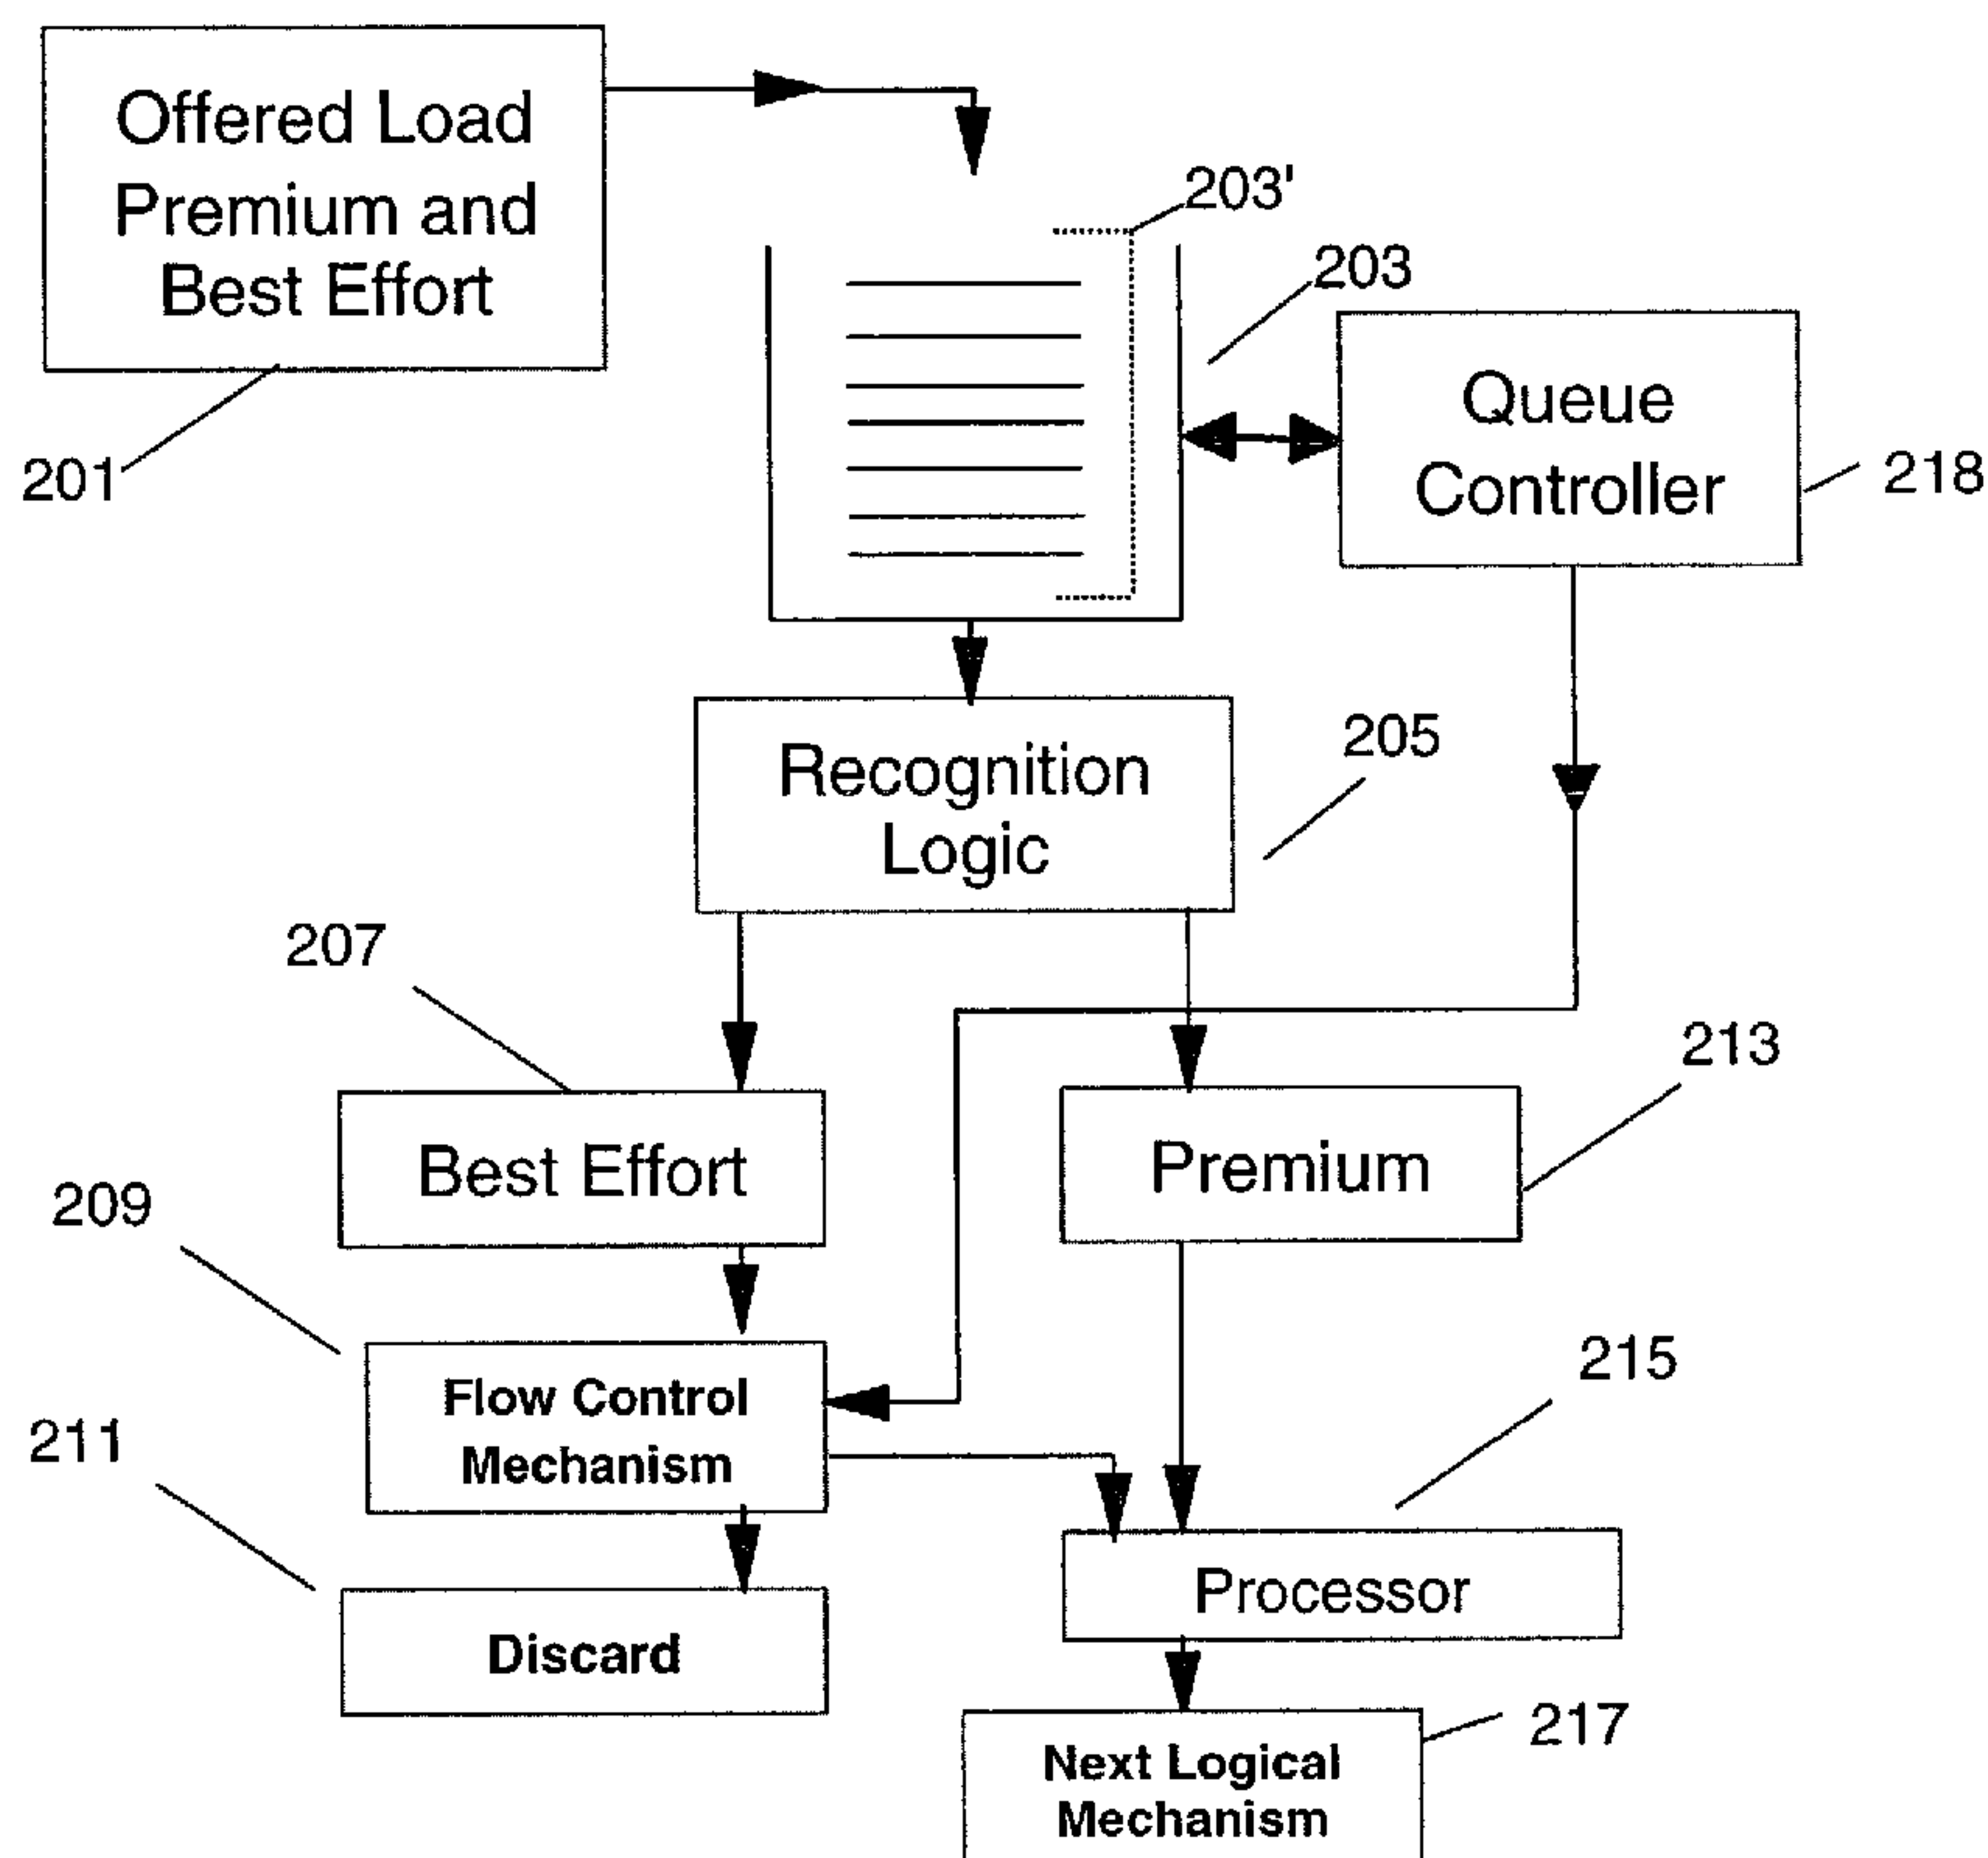 Offered Load
Premium and
Best Effort
201
203'
203
Queue
Controller
218
Recognition
Logic
205
207
213
Best Effort
Premium
209
Flow Control
Mechanism
215
211
Processor
Discard
217
Next Logical
Mechanism